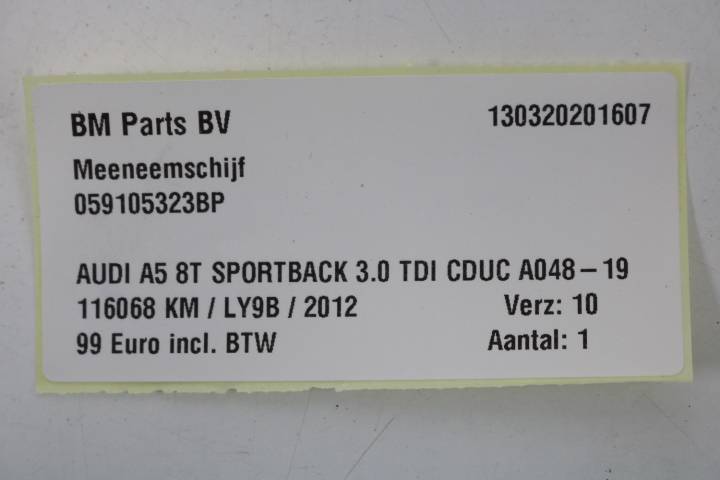 BM Parts BV 130320201607
Meeneemschijf
059105323BP
AUDI A5 8T SPORTBACK 3.0 TDI CDUC A048-19
116068 KM / LY9B / 2012 Verz: 10
99 Euro incl. BTW Aantal: 1